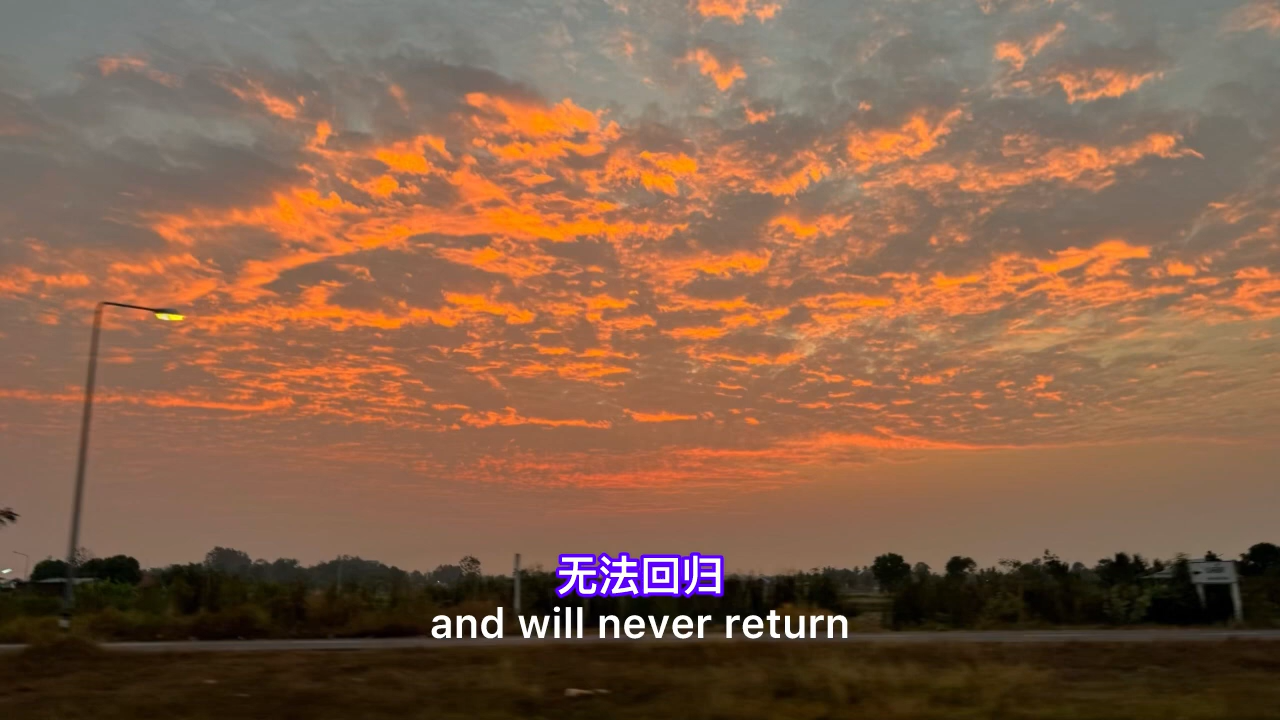 无法回归
and will never return